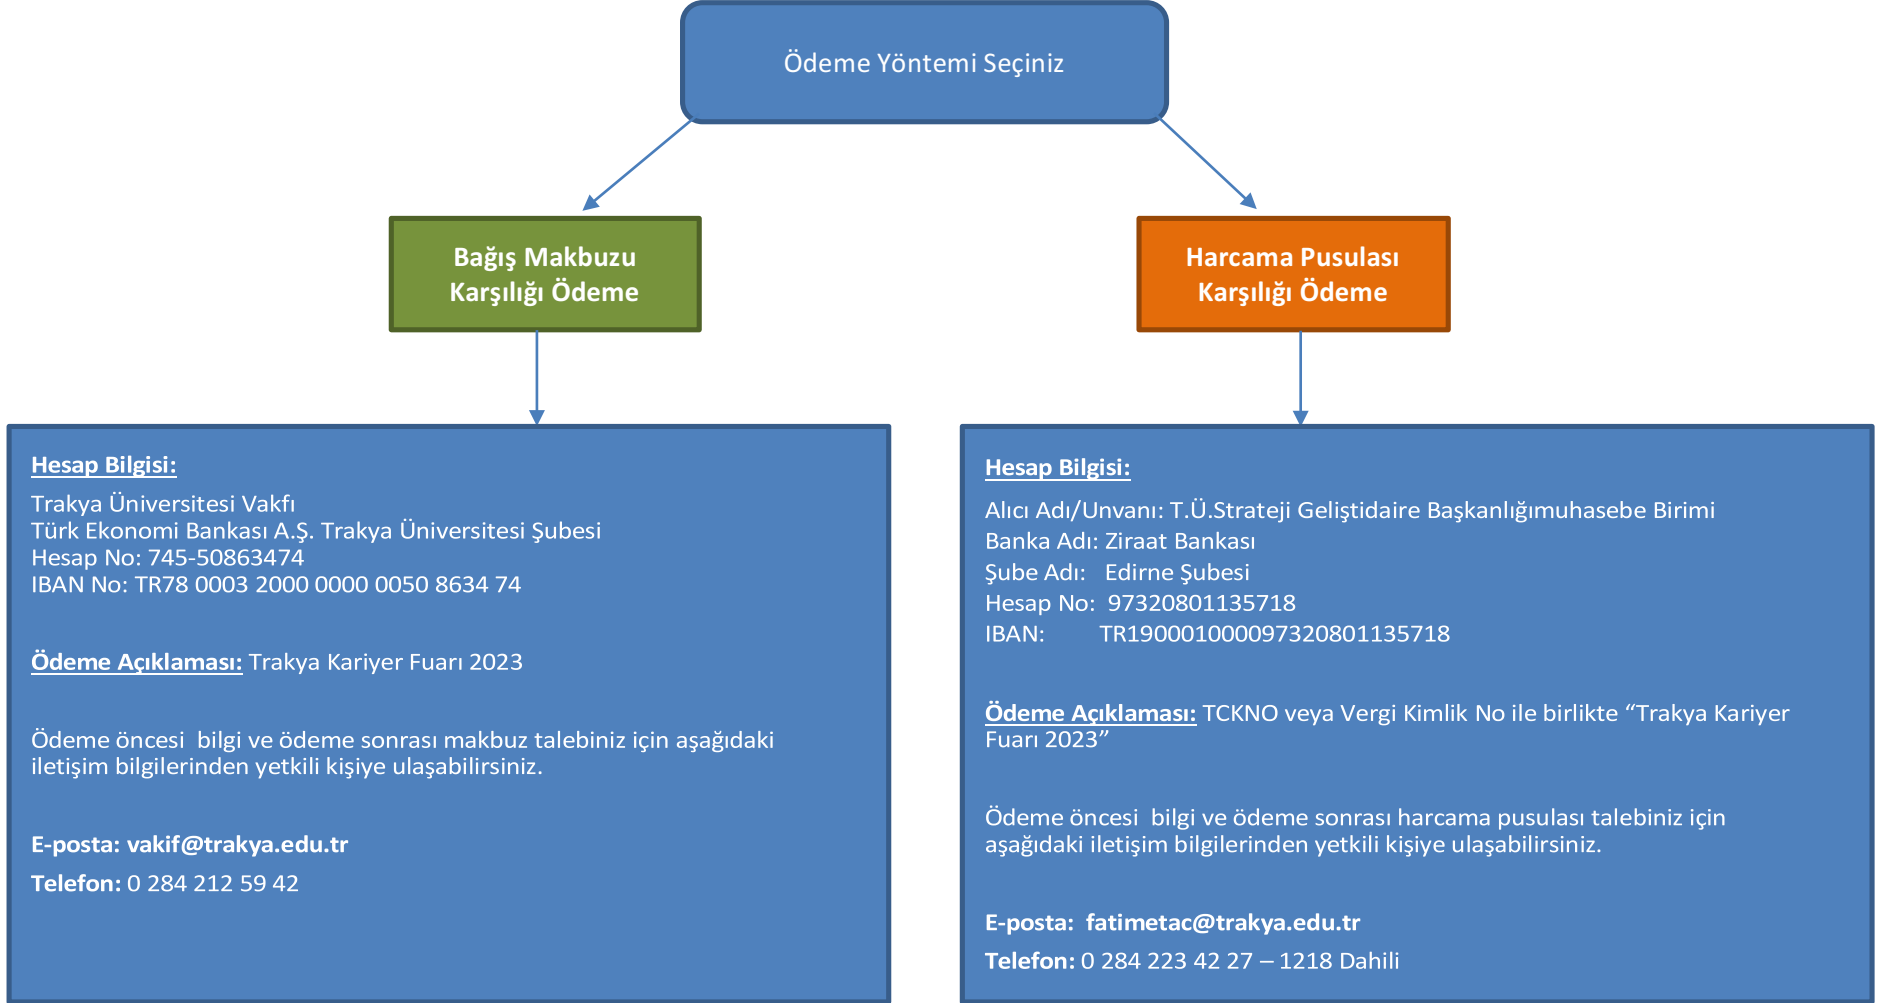 Ödeme Yöntemi Seçiniz
Bağış Makbuzu
Karşılığı Ödeme
Harcama Pusulası
Karşılığı Ödeme
Hesap Bilgisi:
Trakya Üniversitesi Vakfı
Türk Ekonomi Bankası A.Ş. Trakya Üniversitesi Şubesi
Hesap No: 745-50863474
IBAN No: TR78 0003 2000 0000 0050 8634 74
Ödeme Açıklaması: Trakya Kariyer Fuarı 2023
Ödeme öncesi  bilgi ve ödeme sonrası makbuz talebiniz için aşağıdaki
iletişim bilgilerinden yetkili kişiye ulaşabilirsiniz.
E-posta: vakif@trakya.edu.tr
Telefon: 0 284 212 59 42
Hesap Bilgisi:
Alıcı Adı/Unvanı: T.Ü.Strateji Geliştidaire Başkanlığımuhasebe Birimi
Banka Adı: Ziraat Bankası
Şube Adı:   Edirne Şubesi
Hesap No:  97320801135718
IBAN:        TR190001000097320801135718
Ödeme Açıklaması: TCKNO veya Vergi Kimlik No ile birlikte “Trakya Kariyer
Fuarı 2023”
Ödeme öncesi  bilgi ve ödeme sonrası harcama pusulası talebiniz için
aşağıdaki iletişim bilgilerinden yetkili kişiye ulaşabilirsiniz.
E-posta:  fatimetac@trakya.edu.tr
Telefon: 0 284 223 42 27 – 1218 Dahili